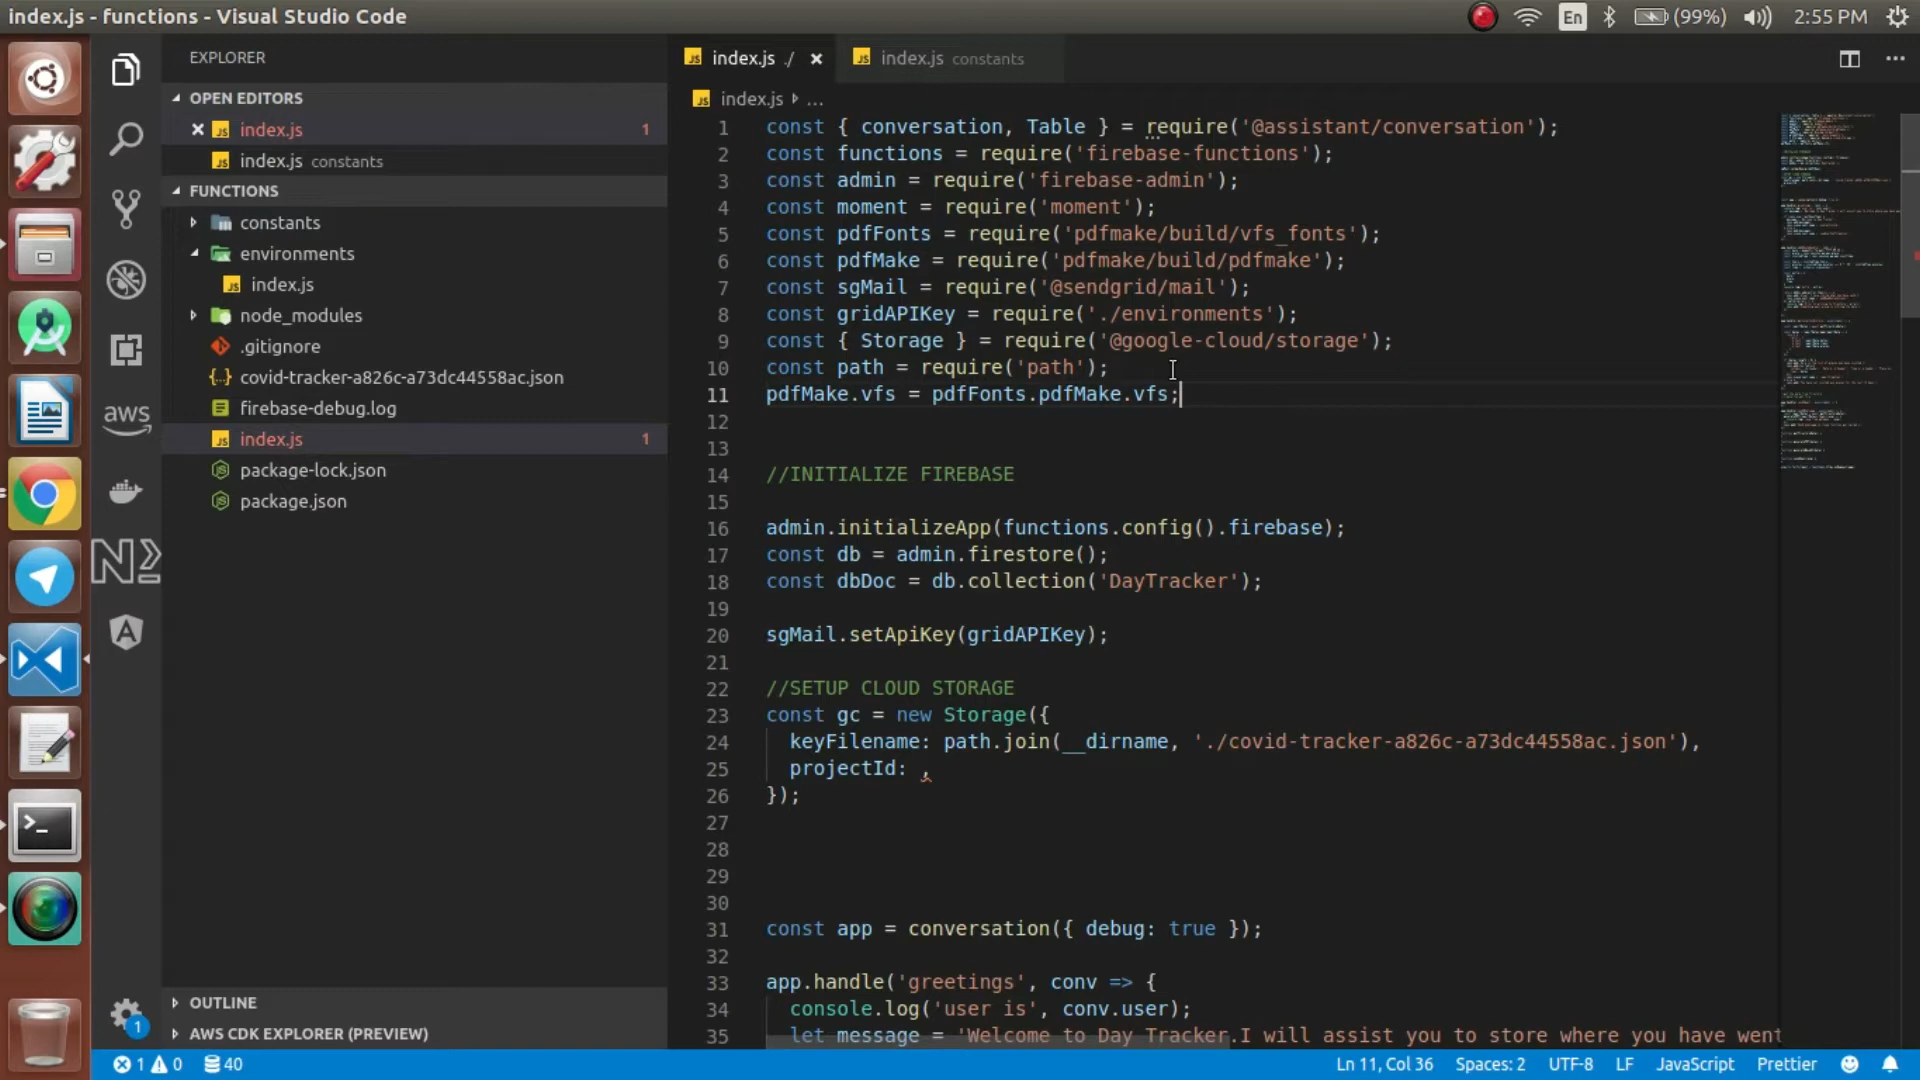 index.js - functions - Visual Studio Code
En
(99%)
2:55 PM
EXPLORER
OPEN EDITORS
index.js 1
index.js constants
FUNCTIONS
constants
environments
index.js
node_modules
.gitignore
covid-tracker-a826c-a73dc44558ac.json
firebase-debug.log
index.js 1
package-lock.json
package.json
OUTLINE
AWS CDK EXPLORER (PREVIEW)
aws
1
index.js ./
index.js constants
index.js ...
1 const { conversation, Table } = require('@assistant/conversation');
2 const functions = require('firebase-functions');
3 const admin = require('firebase-admin');
4 const moment = require('moment');
5 const pdfFonts = require('pdfmake/build/vfs_fonts');
6 const pdfMake = require('pdfmake/build/pdfmake');
7 const sgMail = require('@sendgrid/mail');
8 const gridAPIKey = require('./environments');
9 const { Storage } = require('@google-cloud/storage');
10 const path = require('path');
11 pdfMake.vfs = pdfFonts.pdfMake.vfs;
12
13
14 //INITIALIZE FIREBASE
15
16 admin.initializeApp(functions.config().firebase);
17 const db = admin.firestore();
18 const dbDoc = db.collection('DayTracker');
19
20 sgMail.setApiKey(gridAPIKey);
21
22 //SETUP CLOUD STORAGE
23 const gc = new Storage({
24 keyFilename: path.join(__dirname, './covid-tracker-a826c-a73dc44558ac.json'),
25 projectId: ,
26 });
27
28
29
30
31 const app = conversation({ debug: true });
32
33 app.handle('greetings', conv => {
34 console.log('user is', conv.user);
35 let message = 'Welcome to Day Tracker.I will assist you to store where you have went
1 0 40
Ln 11, Col 36 Spaces: 2 UTF-8 LF JavaScript Prettier